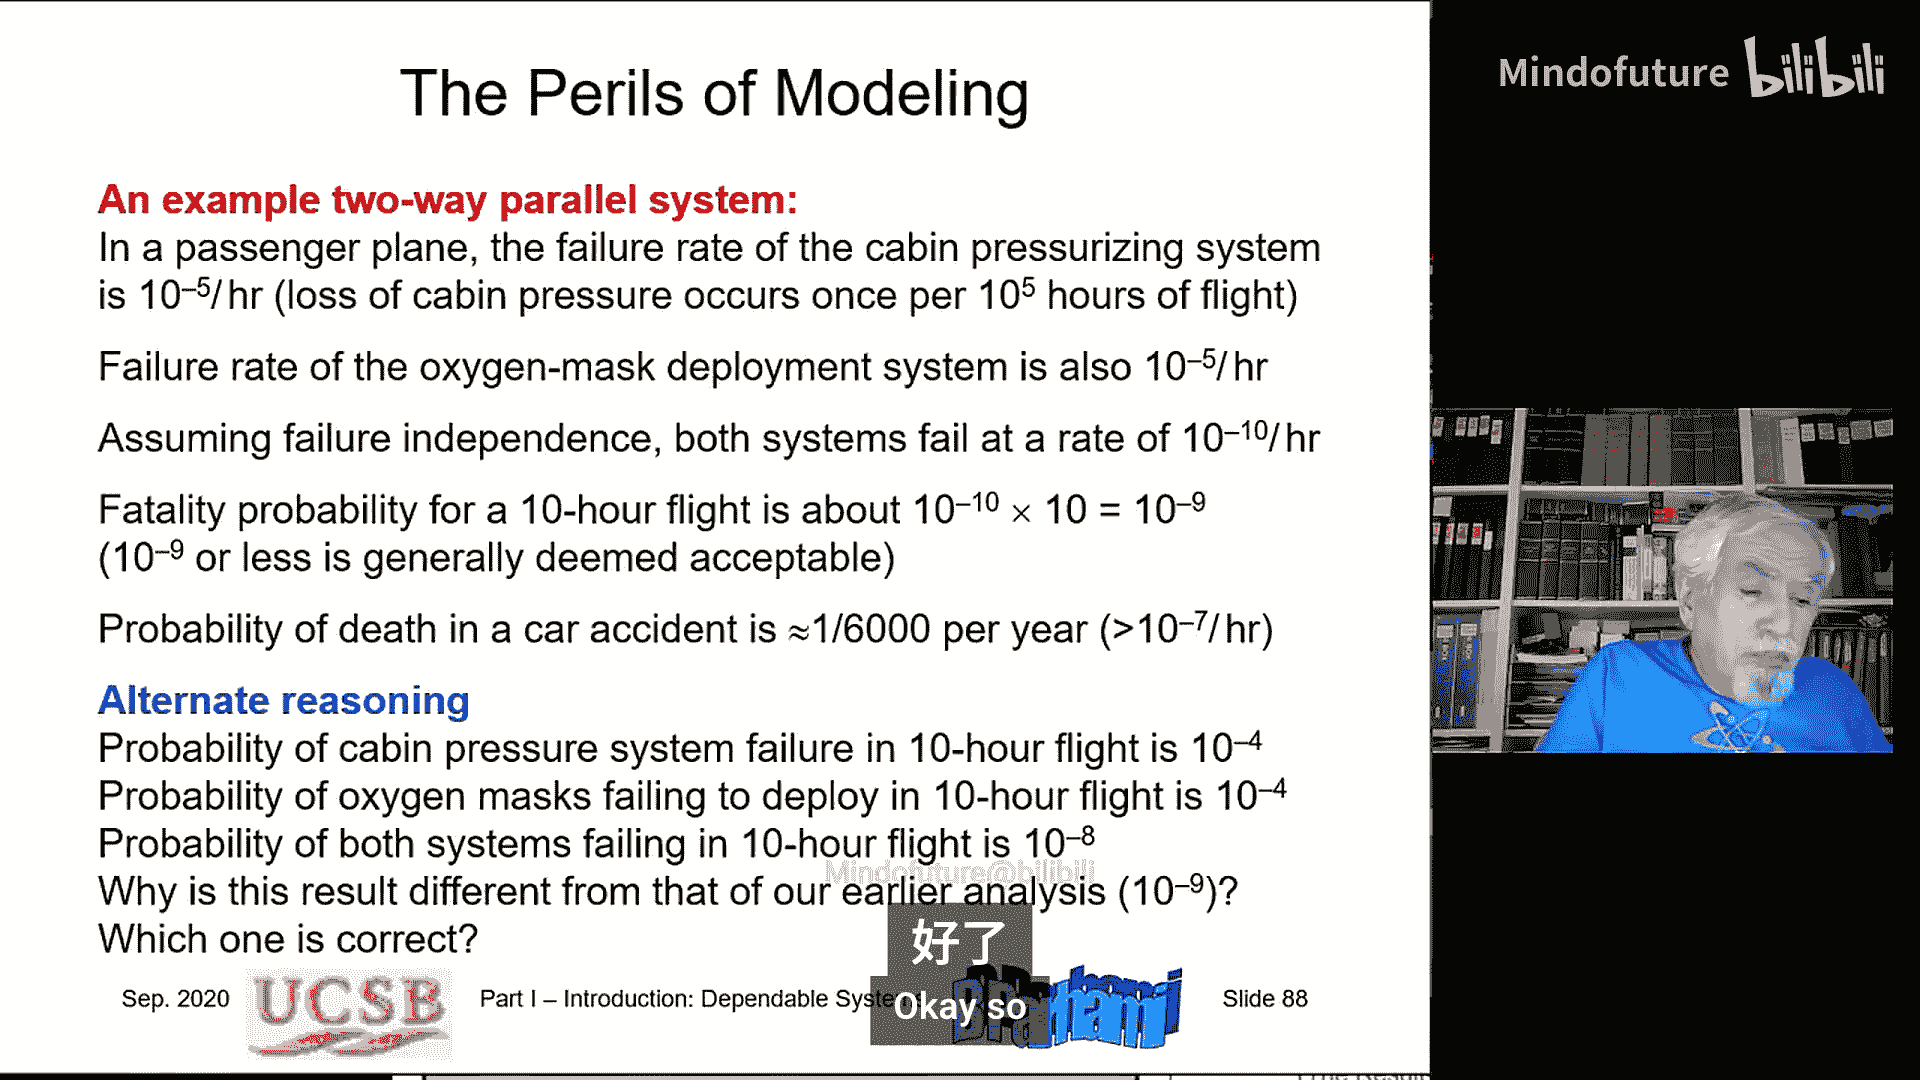 The Perils of Modeling
An example two-way parallel system:
In a passenger plane, the failure rate of the cabin pressurizing system
is 10⁻⁵/hr (loss of cabin pressure occurs once per 10⁵ hours of flight)
Failure rate of the oxygen-mask deployment system is also 10⁻⁵/hr
Assuming failure independence, both systems fail at a rate of 10⁻¹⁰/hr
Fatality probability for a 10-hour flight is about 10⁻¹⁰ × 10 = 10⁻⁹
(10⁻⁹ or less is generally deemed acceptable)
Probability of death in a car accident is ≈1/6000 per year (>10⁻⁷/hr)
Alternate reasoning
Probability of cabin pressure system failure in 10-hour flight is 10⁻⁴
Probability of oxygen masks failing to deploy in 10-hour flight is 10⁻⁴
Probability of both systems failing in 10-hour flight is 10⁻⁸
Mindofuture@bilibili
Why is this result different from that of our earlier analysis (10⁻⁹)?
Which one is correct?
好了
Okay so
Sep. 2020
UCSB
Part I – Introduction: Dependable
B. Parhami
Slide 88
Mindofuture bilibili